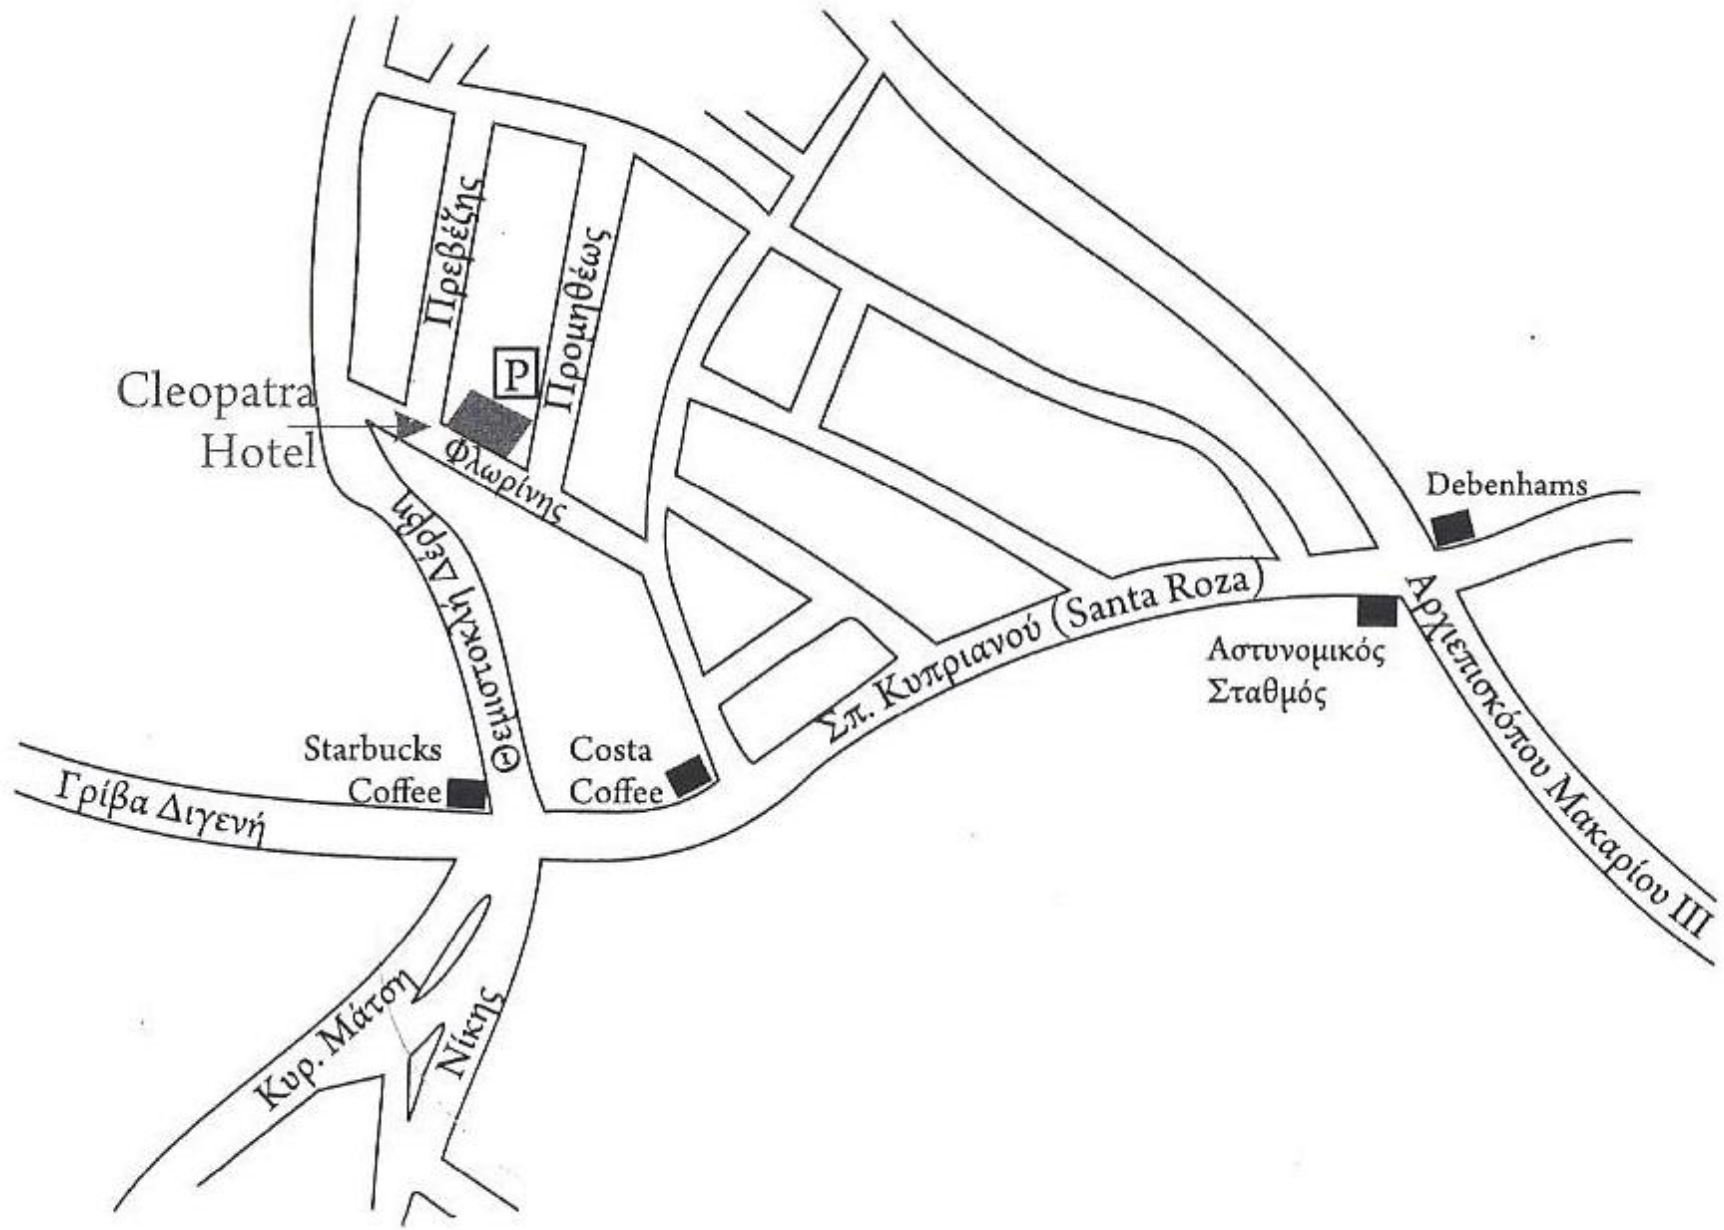 Πρεβέζης
Προμηθέως
P
Cleopatra
Hotel
Φλωρίνης
Θεμιστοκλή Δέρβη
Debenhams
Σπ. Κυπριανού (Santa Roza)
Αστυνομικός
Σταθμός
Αρχιεπισκόπου Μακαρίου III
Starbucks
Coffee
Costa
Coffee
Γρίβα Διγενή
Κυρ. Μάτση
Νίκης